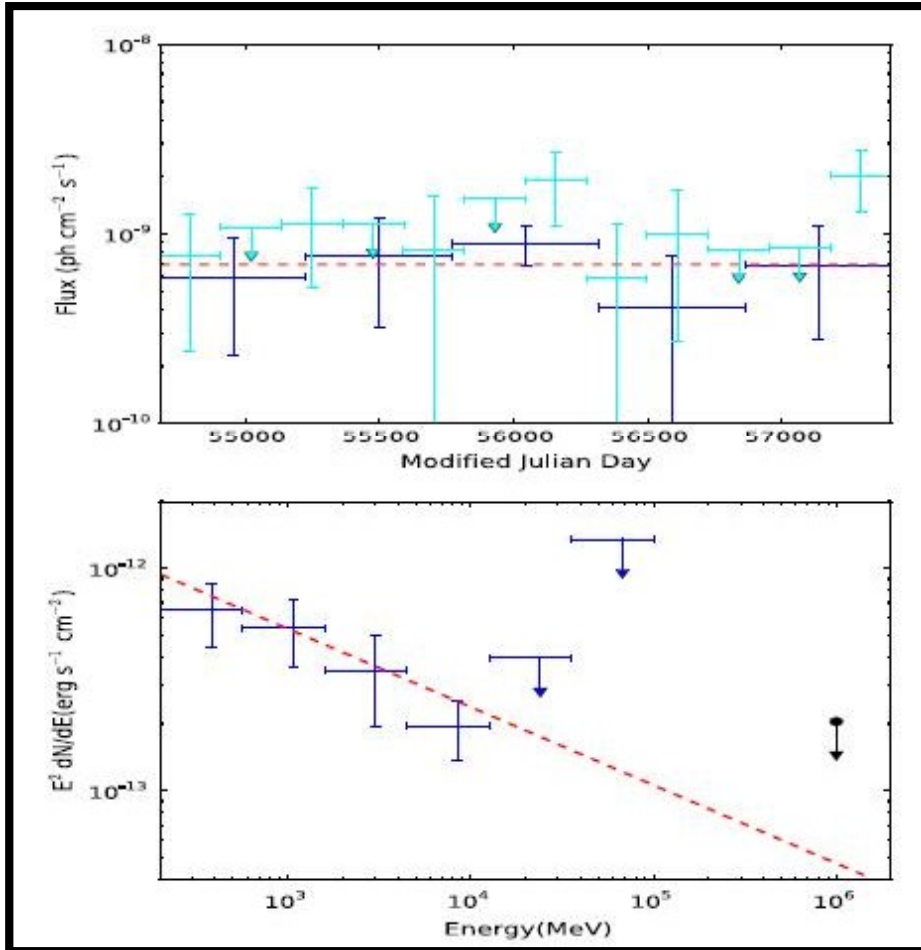 10⁻⁸
10⁻⁹
10⁻¹⁰
Flux (ph cm⁻² s⁻¹)
55000 55500 56000 56500 57000
Modified Julian Day
10⁻¹²
10⁻¹³
E² dN/dE(erg s⁻¹ cm⁻²)
10³ 10⁴ 10⁵ 10⁶
Energy(MeV)